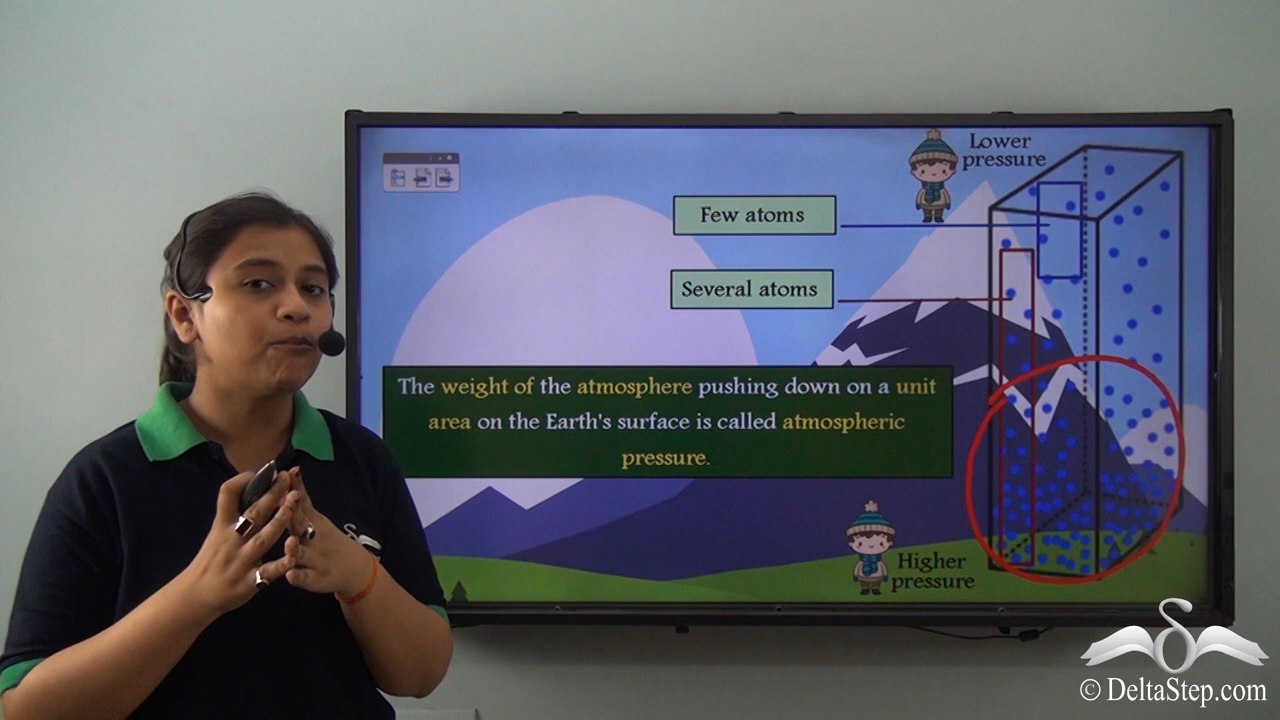 Lower
pressure
Few atoms
Several atoms
The weight of the atmosphere pushing down on a unit
area on the Earth's surface is called atmospheric
pressure.
Higher
pressure
© DeltaStep.com